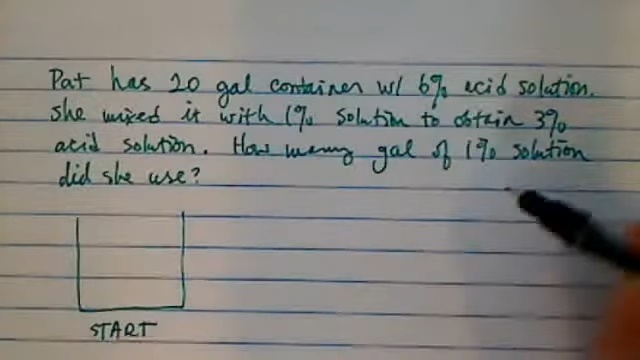 Pat has 20 gal container w/ 6% acid solution.
She mixed it with 1% solution to obtain 3%
acid solution. How many gal of 1% solution
did she use?
START